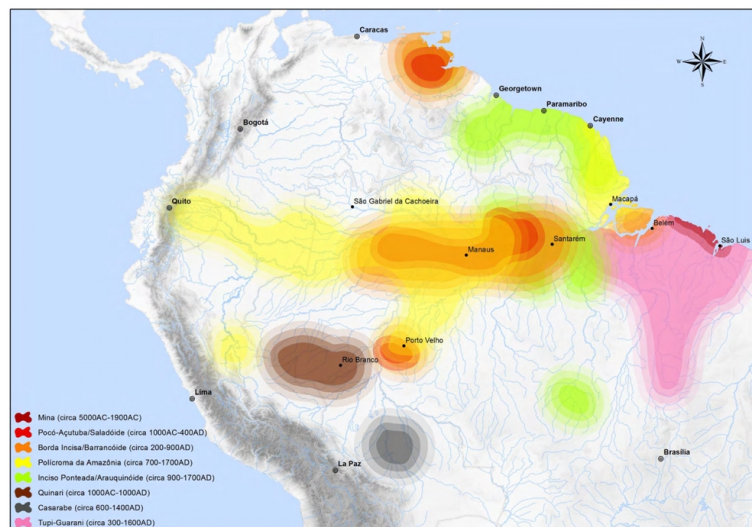 Caracas
Georgetown
Paramaribo
Cayenne
Bogotá
Quito
São Gabriel da Cachoeira
Macapá
Belém
São Luis
Manaus
Santarém
Porto Velho
Rio Branco
Lima
La Paz
Brasília
N
W
E
S
Mina (circa 5000AC-1900AC)
Pocó-Açutuba/Saladóide (circa 1000AC-400AD)
Borda Incisa/Barrancóide (circa 200-900AD)
Polícroma da Amazônia (circa 700-1700AD)
Inciso Ponteada/Arauquinóide (circa 900-1700AD)
Quinari (circa 1000AC-1000AD)
Casarabe (circa 600-1400AD)
Tupi-Guarani (circa 300-1600AD)